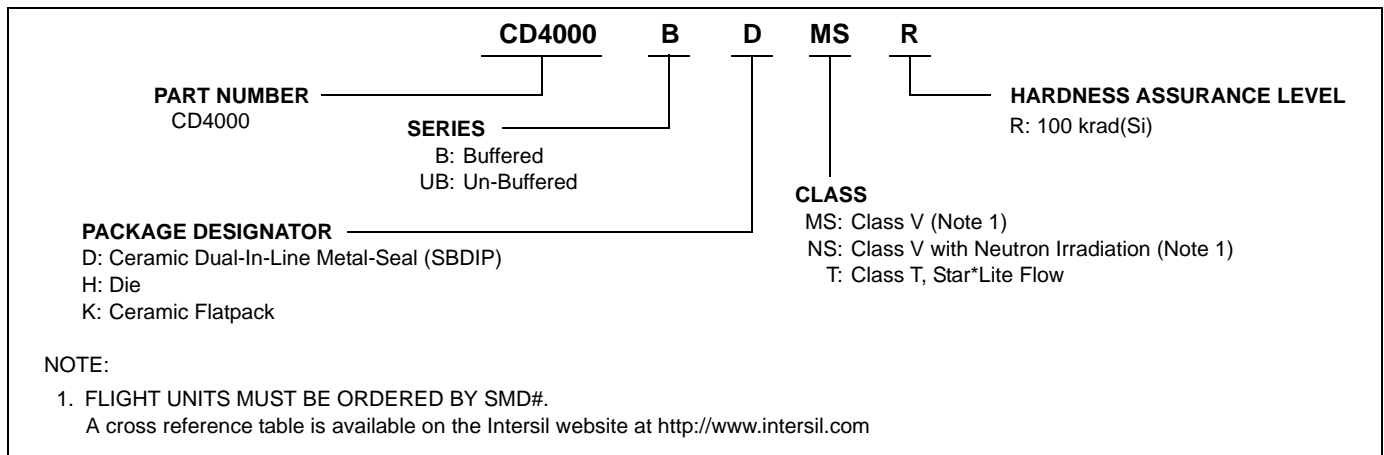 CD4000 B D MS R
PART NUMBER
CD4000
SERIES
B: Buffered
UB: Un-Buffered
PACKAGE DESIGNATOR
D: Ceramic Dual-In-Line Metal-Seal (SBDIP)
H: Die
K: Ceramic Flatpack
HARDNESS ASSURANCE LEVEL
R: 100 krad(Si)
CLASS
MS: Class V (Note 1)
NS: Class V with Neutron Irradiation (Note 1)
T: Class T, Star*Lite Flow
NOTE:
1. FLIGHT UNITS MUST BE ORDERED BY SMD#.
A cross reference table is available on the Intersil website at http://www.intersil.com